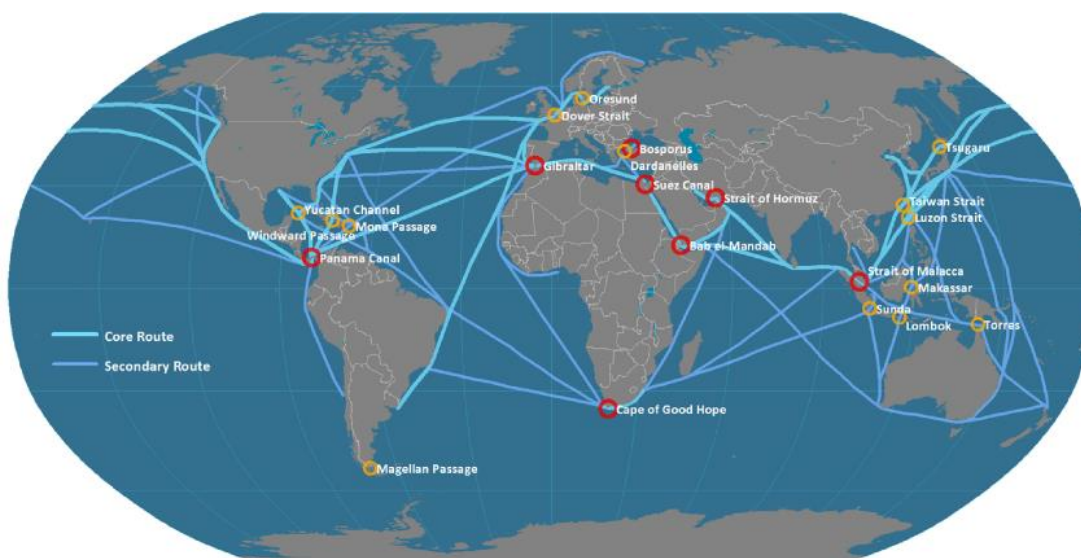 Oresund
Dover Strait
Bosporus
Dardanelles
Tsugaru
Gibraltar
Suez Canal
Strait of Hormuz
Taiwan Strait
Luzon Strait
Yucatan Channel
Mona Passage
Windward Passage
Bab el-Mandab
Panama Canal
Strait of Malacca
Makassar
Sunda
Lombok
Torres
Core Route
Secondary Route
Cape of Good Hope
Magellan Passage